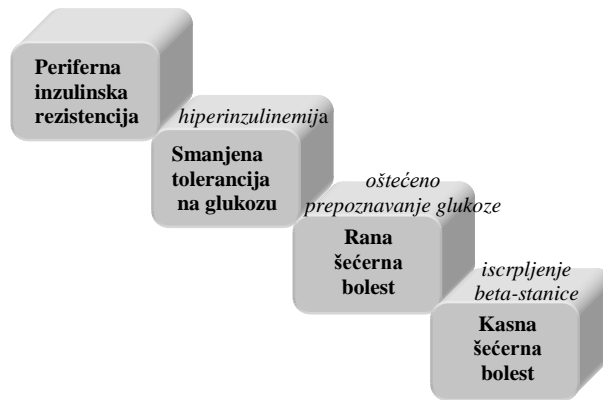 Periferna
inzulinska
rezistencija
hiperinzulinemija
Smanjena
tolerancija
na glukozu
oštećeno
prepoznavanje glukoze
Rana
šećerna
bolest
iscrpljenje
beta-stanice
Kasna
šećerna
bolest